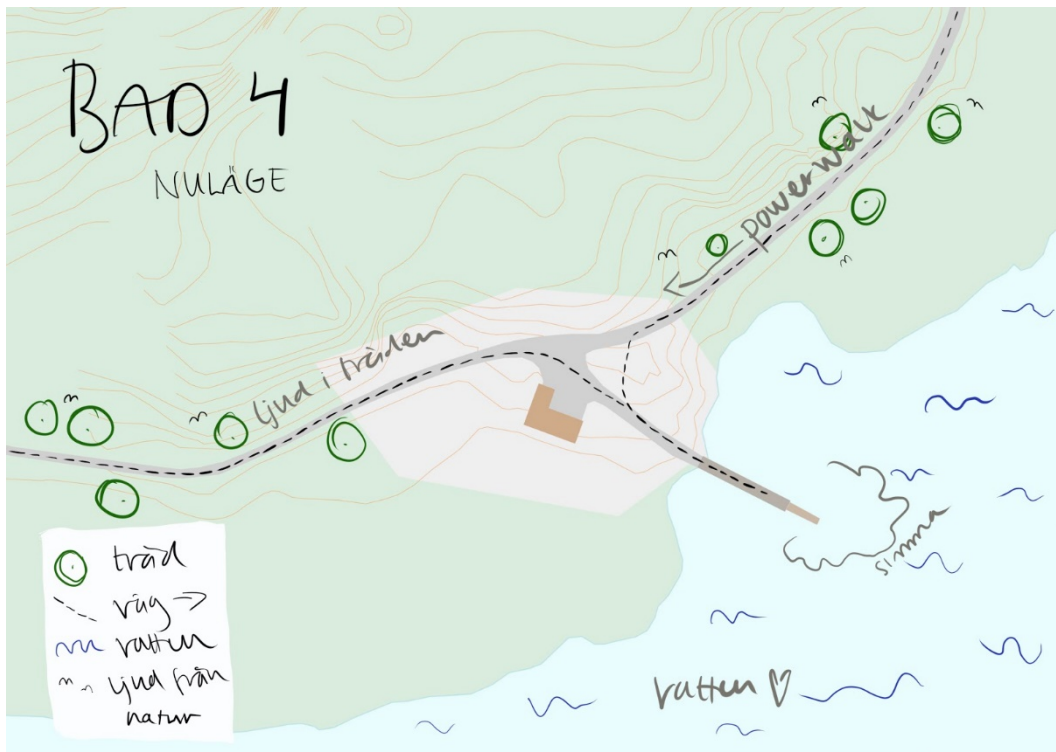 BAD 4
NULÄGE
powerwalk
ljud i träden
simma
vatten ♡
träd
väg →
vatten
ljud från
natur